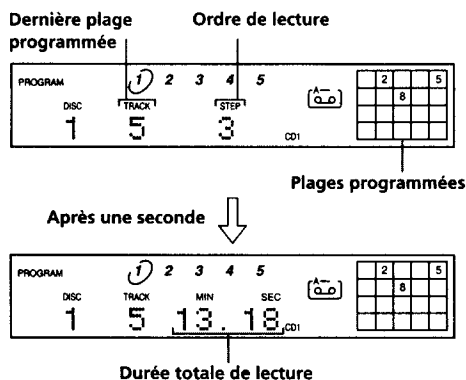 Dernière plage
programmée
Ordre de lecture
PROGRAM 1 2 3 4 5
DISC TRACK STEP
1 5 3 CD1
A
2 5
8
Plages programmées
Après une seconde
PROGRAM 1 2 3 4 5
DISC TRACK MIN SEC
1 5 13. 18 CD1
A
2 5
8
Durée totale de lecture